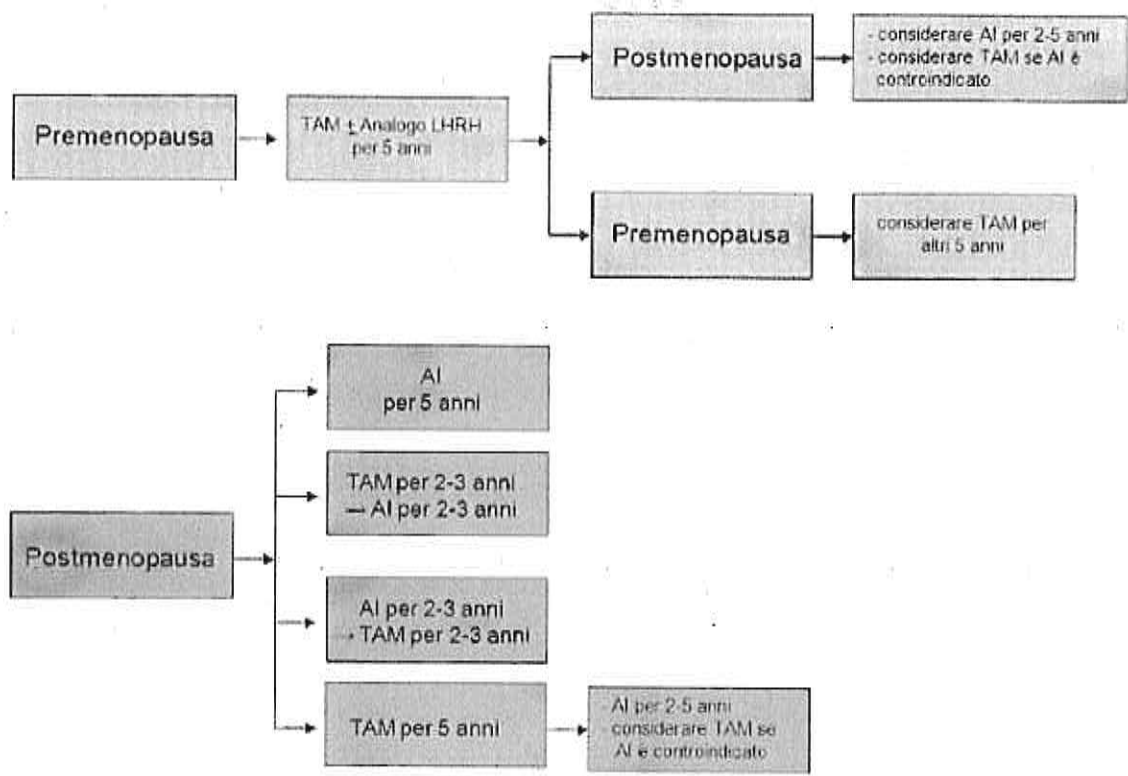 Premenopausa
TAM ± Analogo LHRH
per 5 anni
Postmenopausa
- considerare AI per 2-5 anni
- considerare TAM se AI è
controindicato
Premenopausa
considerare TAM per
altri 5 anni
Postmenopausa
AI
per 5 anni
TAM per 2-3 anni
→ AI per 2-3 anni
AI per 2-3 anni
→ TAM per 2-3 anni
TAM per 5 anni
- AI per 2-5 anni
- considerare TAM se
AI è controindicato